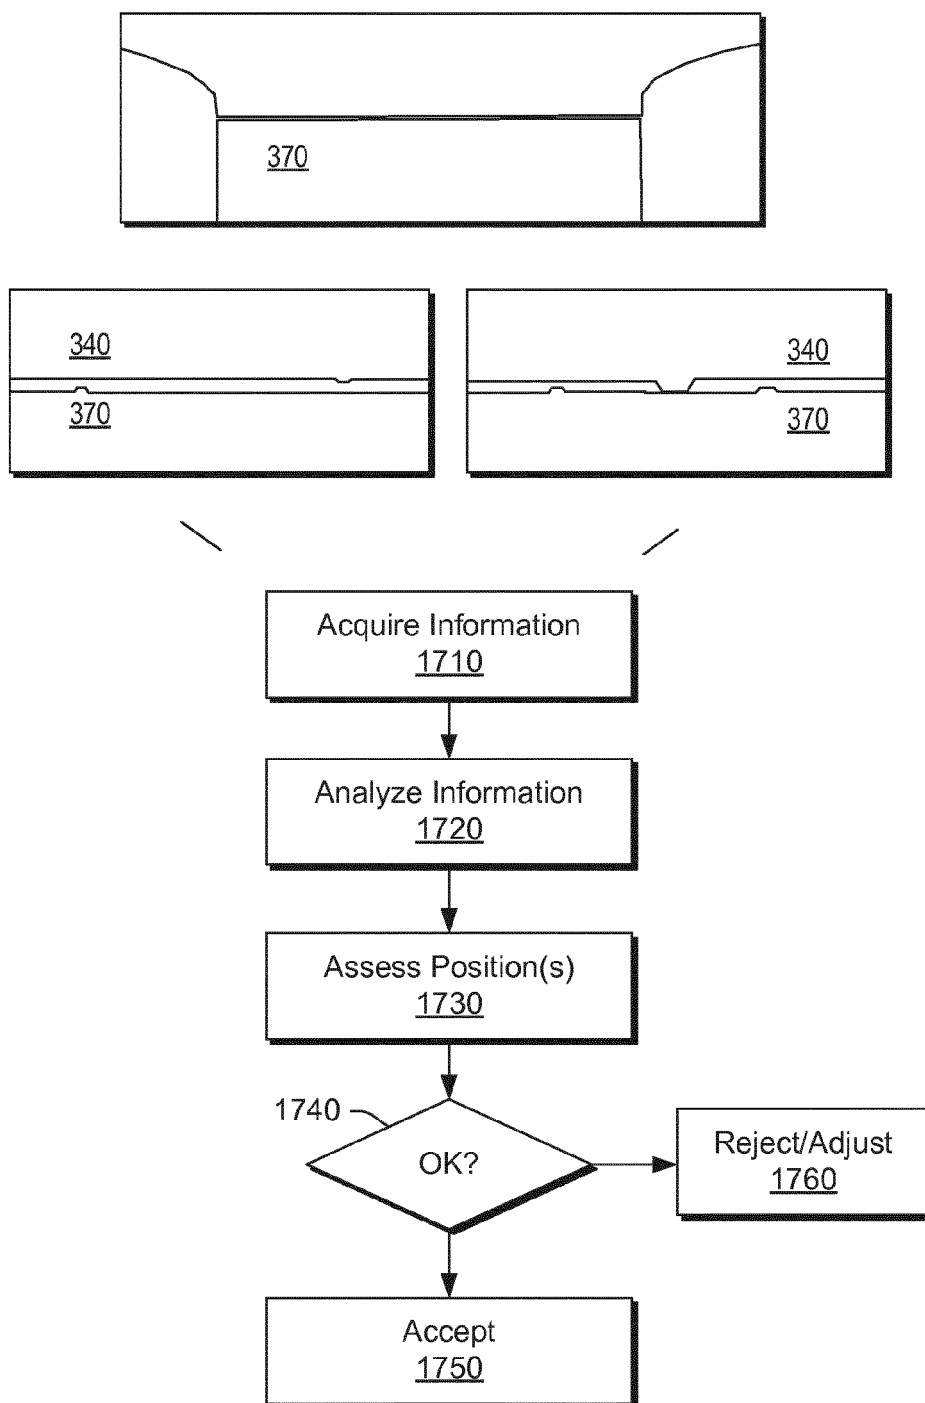 370
340
370
340
370
Acquire Information
1710
Analyze Information
1720
Assess Position(s)
1730
1740
OK?
Reject/Adjust
1760
Accept
1750